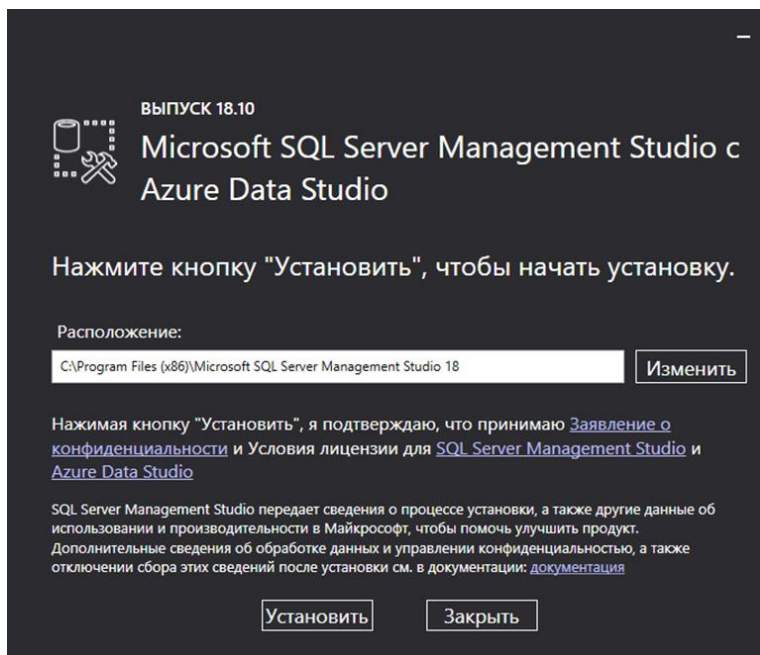 ВЫПУСК 18.10
Microsoft SQL Server Management Studio с
Azure Data Studio
Нажмите кнопку "Установить", чтобы начать установку.
Расположение:
C:\Program Files (x86)\Microsoft SQL Server Management Studio 18
Изменить
Нажимая кнопку "Установить", я подтверждаю, что принимаю Заявление о
конфиденциальности и Условия лицензии для SQL Server Management Studio и
Azure Data Studio
SQL Server Management Studio передает сведения о процессе установки, а также другие данные об
использовании и производительности в Майкрософт, чтобы помочь улучшить продукт.
Дополнительные сведения об обработке данных и управлении конфиденциальностью, а также
отключении сбора этих сведений после установки см. в документации: документация
Установить
Закрыть